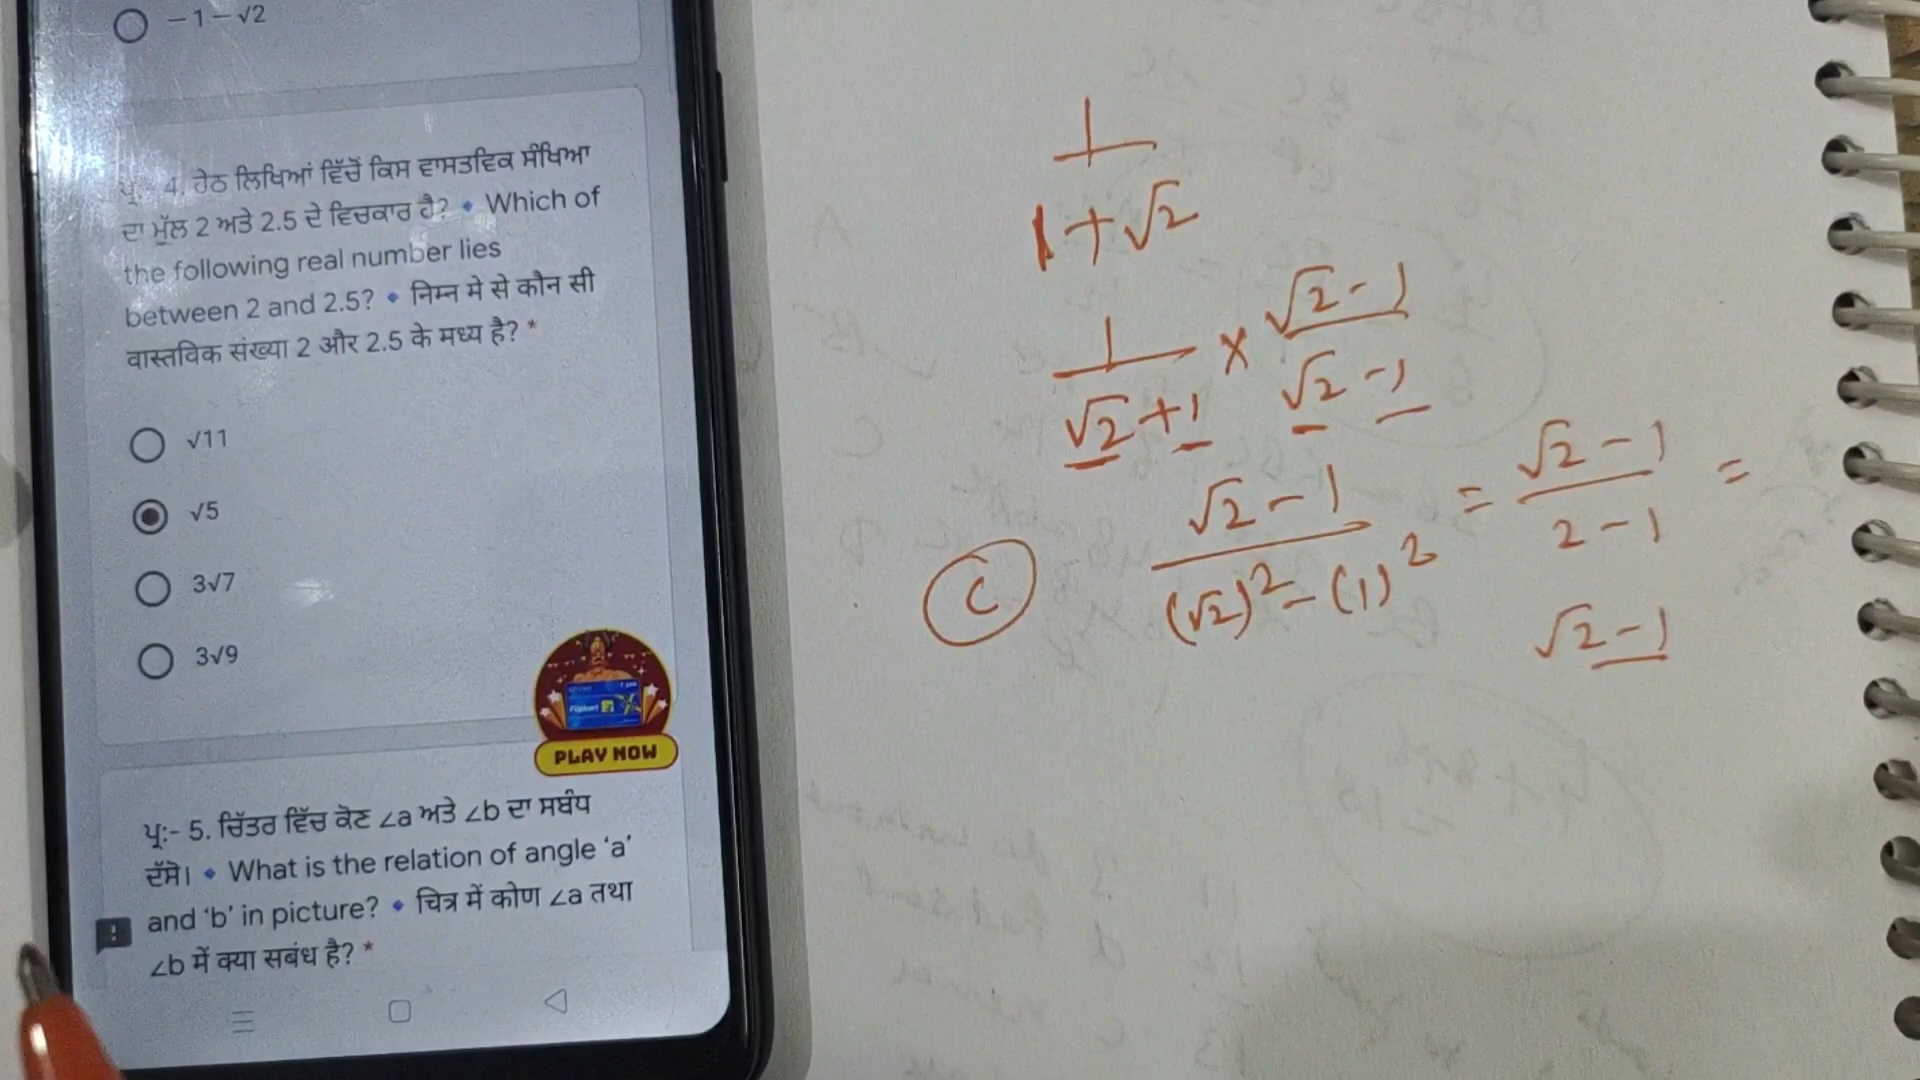 −1−√2
ਪ੍ਰ:- 4. ਹੇਠ ਲਿਖਿਆਂ ਵਿੱਚੋਂ ਕਿਸ ਵਾਸਤਵਿਕ ਸੰਖਿਆ
ਦਾ ਮੁੱਲ 2 ਅਤੇ 2.5 ਦੇ ਵਿਚਕਾਰ ਹੈ? • Which of
the following real number lies
between 2 and 2.5? • निम्न मे से कौन सी
वास्तविक संख्या 2 और 2.5 के मध्य है? *
√11
√5
3√7
3√9
PLAY NOW
ਪ੍ਰ:- 5. ਚਿੱਤਰ ਵਿੱਚ ਕੋਣ ∠a ਅਤੇ ∠b ਦਾ ਸਬੰਧ
ਦੱਸੋ। • What is the relation of angle ‘a’
and ‘b’ in picture? • चित्र में कोण ∠a तथा
∠b में क्या सबंध है? *
1
1+√2
1 × √2-1
√2+1 √2-1
√2-1 = √2-1 =
(√2)²-(1)² 2-1
C
√2-1